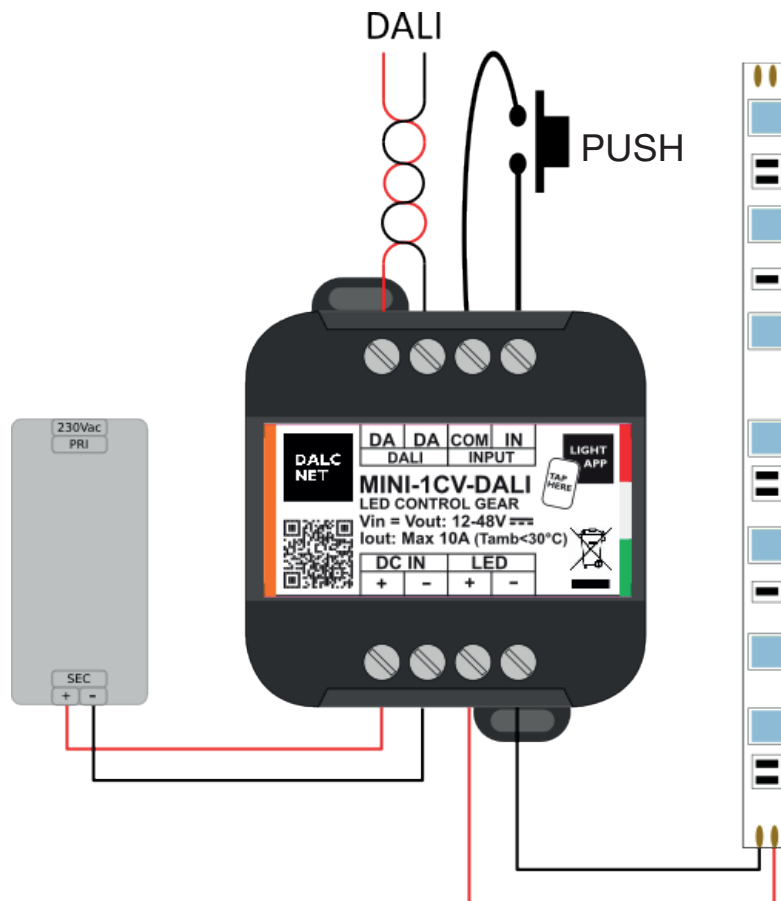 DALI
PUSH
230Vac
PRI
DALC
NET
DA DA COM IN
DALI INPUT
LIGHT
APP
TAP
HERE
MINI-1CV-DALI
LED CONTROL GEAR
Vin = Vout: 12-48V
Iout: Max 10A (Tamb<30°C)
DC IN LED
+ - + -
SEC
+ -